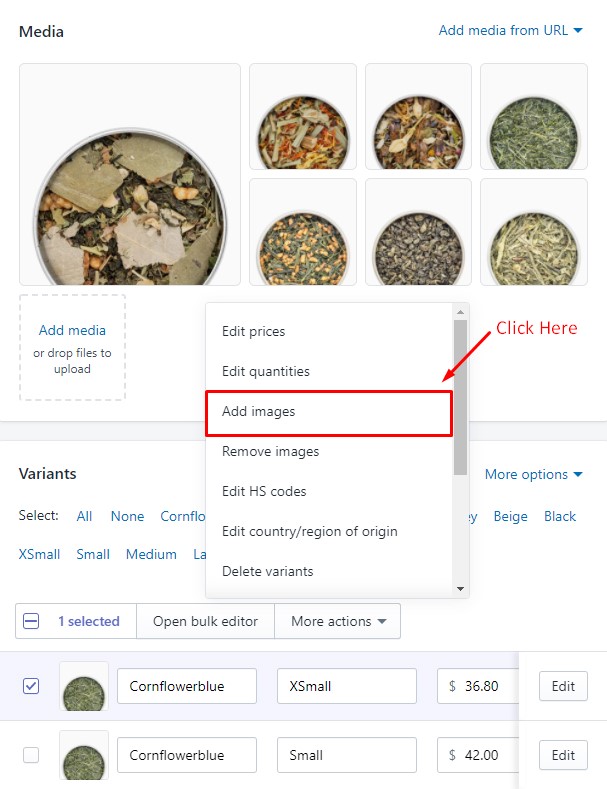 Media
Add media from URL
Add media
or drop files to
upload
Edit prices
Edit quantities
Add images
Remove images
Edit HS codes
Edit country/region of origin
Delete variants
Click Here
Variants
More options
Select: All None Cornflo ey Beige Black
XSmall Small Medium La
1 selected Open bulk editor More actions
Cornflowerblue XSmall $ 36.80 Edit
Cornflowerblue Small $ 42.00 Edit